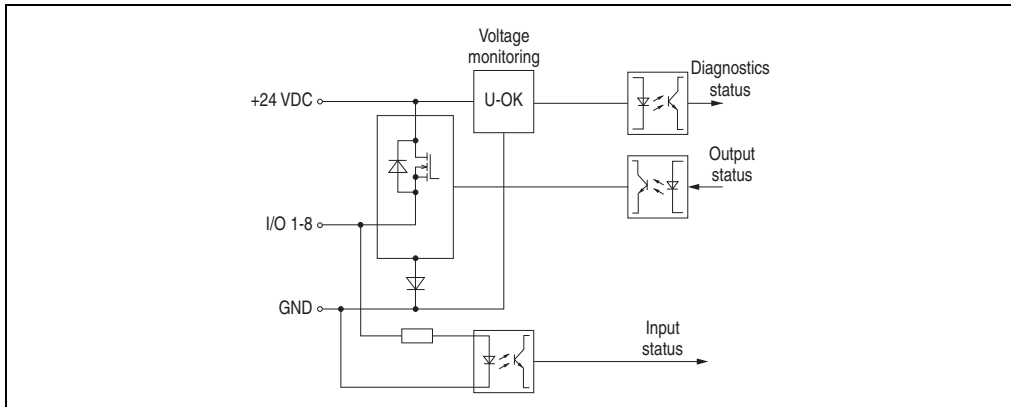 Voltage
monitoring
Diagnostics
status
+24 VDC
U-OK
Output
status
I/O 1-8
GND
Input
status